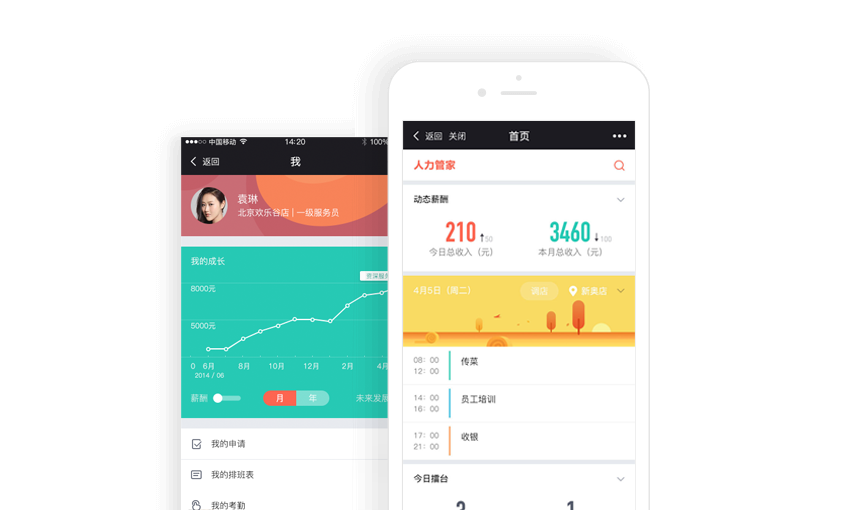 中国移动
14:20
100%
返回
我
袁琳
北京欢乐谷店 | 一级服务员
我的成长
8000元
5000元
0 6月 8月 10月 12月 2月 4月
2014 / 06
薪酬
月 年
未来发展
我的申请
我的排班表
我的考勤
返回 关闭 首页
人力管家
动态薪酬
210 50
3460 100
今日总收入（元）
本月总收入（元）
4月5日（周二） 调店 新奥店
08: 00 传菜
12: 00
14: 00 员工培训
16: 00
17: 00 收银
21: 00
今日擂台